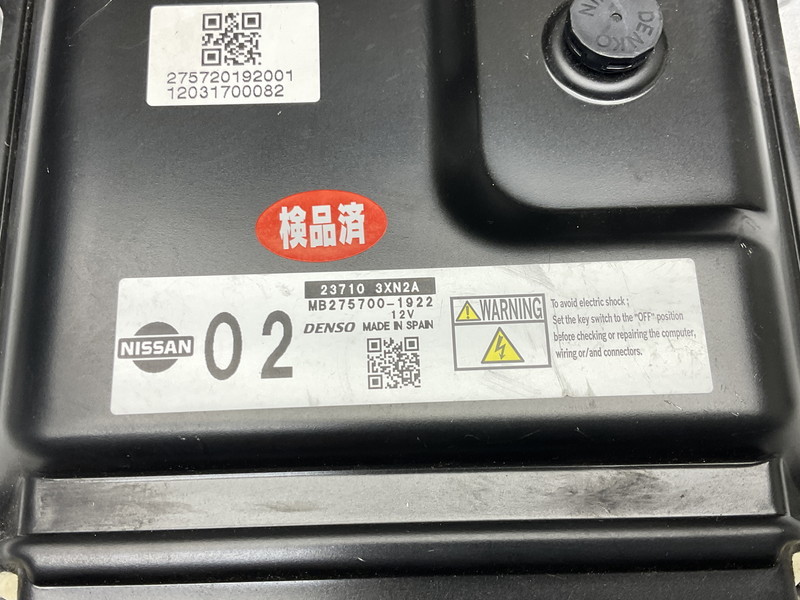 275720192001
12031700082
DENKO
検品済
23710 3XN2A
MB275700-1922
12V
DENSO MADE IN SPAIN
NISSAN
02
WARNING
To avoid electric shock ;
Set the key switch to the "OFF" position
before checking or repairing the computer,
wiring or/and connectors.